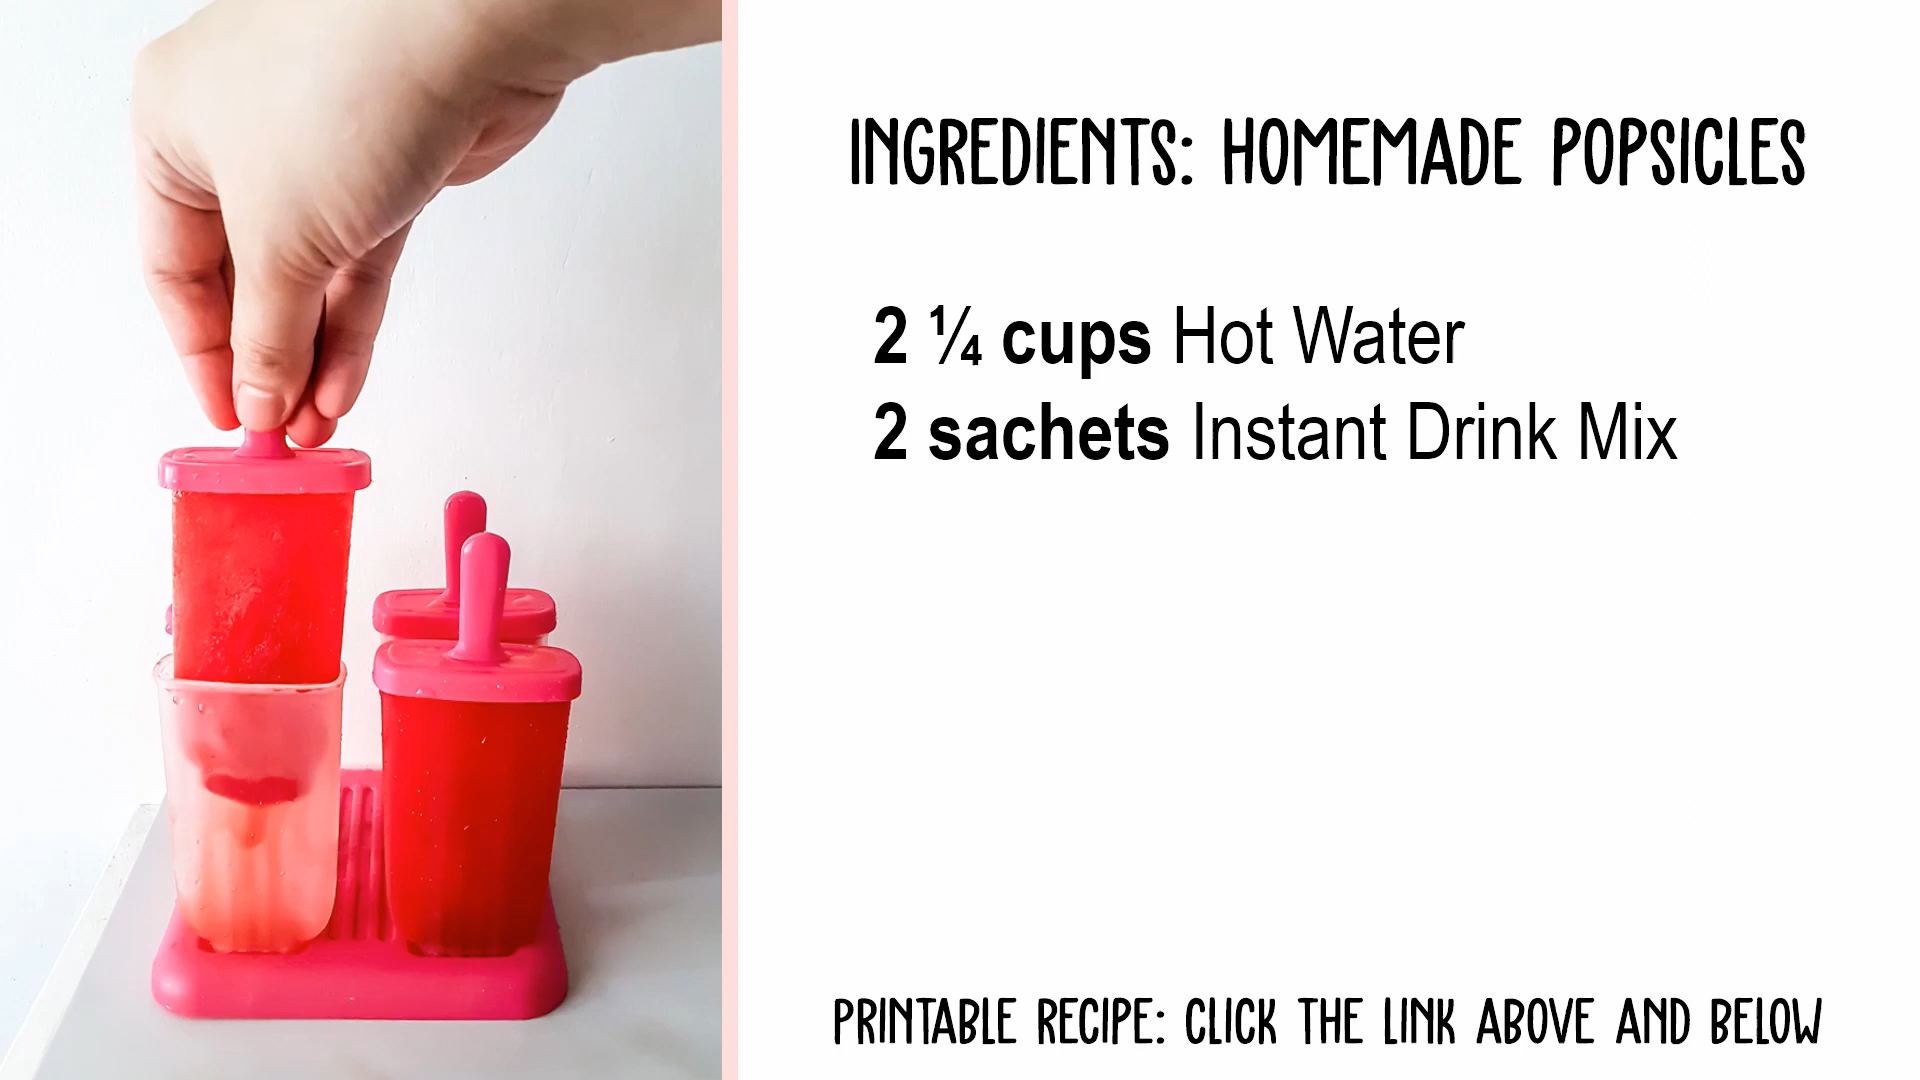 INGREDIENTS: HOMEMADE POPSICLES
2 ¼ cups Hot Water
2 sachets Instant Drink Mix
PRINTABLE RECIPE: CLICK THE LINK ABOVE AND BELOW